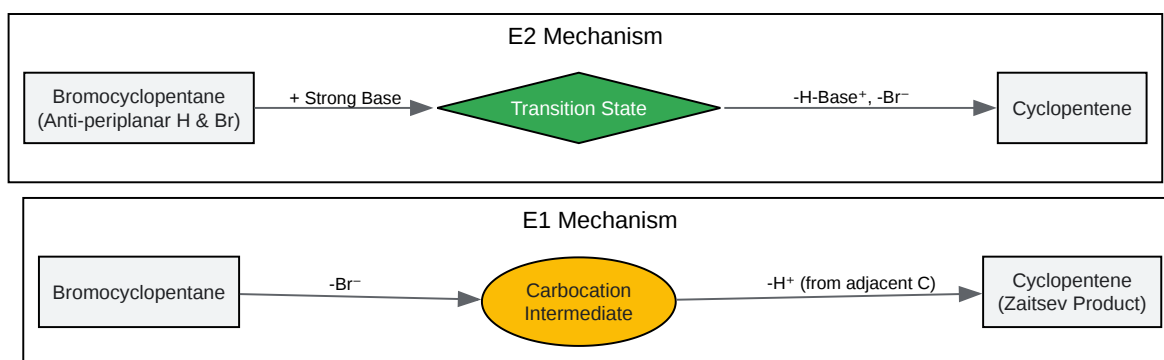 E2 Mechanism
Bromocyclopentane
(Anti-periplanar H & Br)
+ Strong Base
Transition State
-H-Base⁺, -Br⁻
Cyclopentene
E1 Mechanism
Bromocyclopentane
-Br⁻
Carbocation
Intermediate
-H⁺ (from adjacent C)
Cyclopentene
(Zaitsev Product)